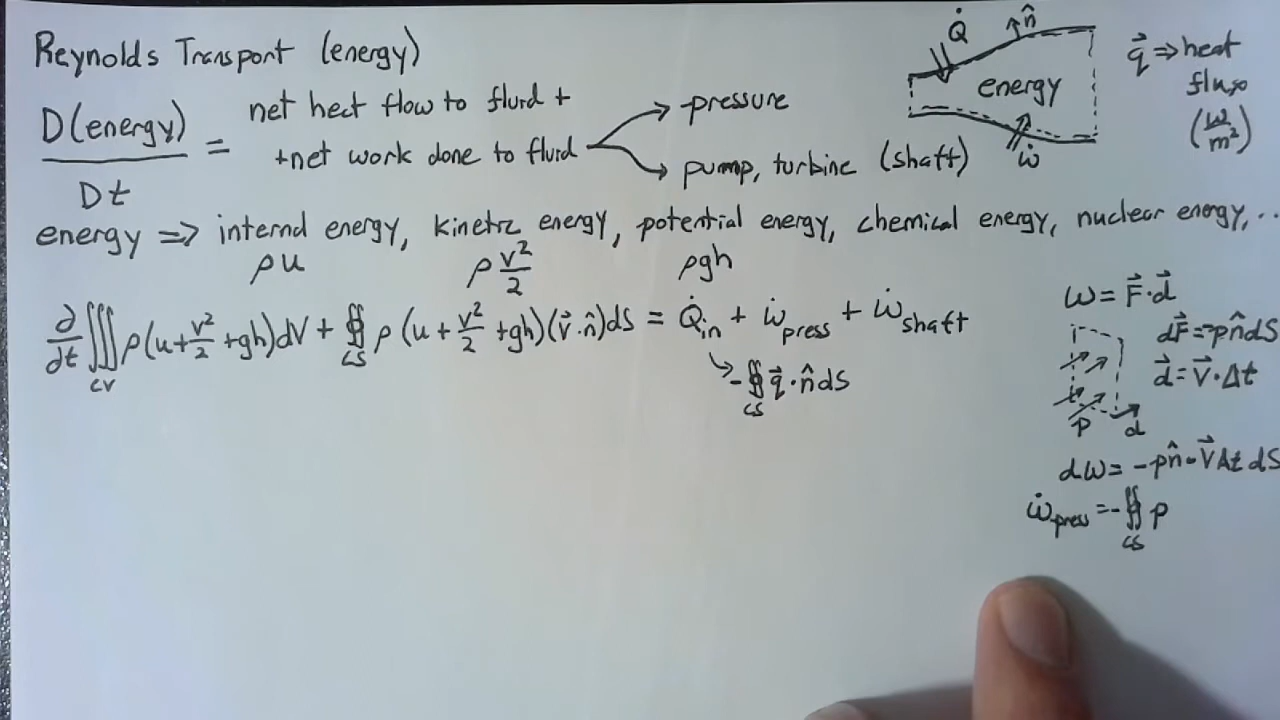 Reynolds Transport (energy)
D(energy)/Dt = net heat flow to fluid +
+net work done to fluid
pressure
pump, turbine (shaft)
Q̇
n̂
energy
ẇ
q⃗ ⇒ heat
flux
(W/m²)
energy ⇒ internal energy, kinetic energy, potential energy, chemical energy, nuclear energy, ..
ρu
ρ v²/2
ρgh
∂/∂t ∭ ρ(u + v²/2 + gh)dV + ∯ ρ(u + v²/2 + gh)(v⃗·n̂)dS = Q̇in + ẇpress + ẇshaft
CV
CS
-∯ q⃗·n̂dS
CS
W = F⃗·d⃗
dF⃗ = -pn̂dS
d⃗ = V⃗·Δt
P
d
dW = -pn̂·V⃗Δt dS
ẇpress = -∯ p
CS